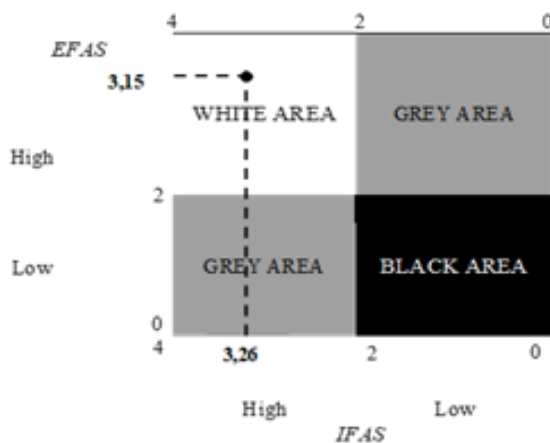 4 2 0
EFAS
3,15
WHITE AREA GREY AREA
High
2
Low GREY AREA BLACK AREA
0
4 3,26 2 0
High Low
IFAS